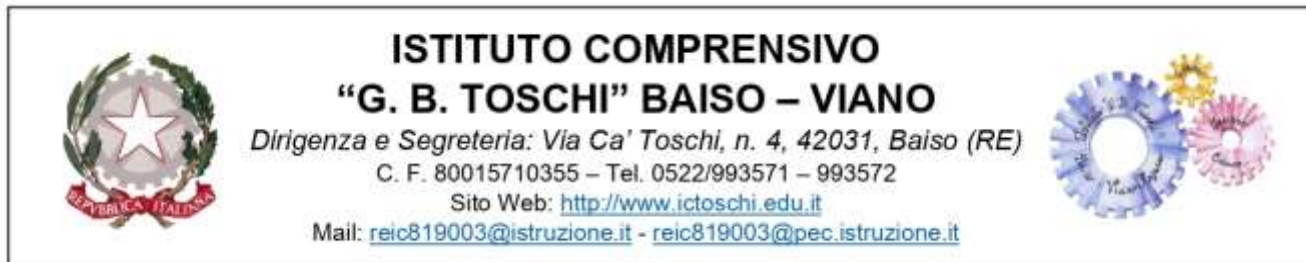 ISTITUTO COMPRENSIVO
“G. B. TOSCHI” BAISO – VIANO
Dirigenza e Segreteria: Via Ca’ Toschi, n. 4, 42031, Baiso (RE)
C. F. 80015710355 – Tel. 0522/993571 – 993572
Sito Web: http://www.ictoschi.edu.it
Mail: reic819003@istruzione.it - reic819003@pec.istruzione.it
REPVBBLICA ITALIANA